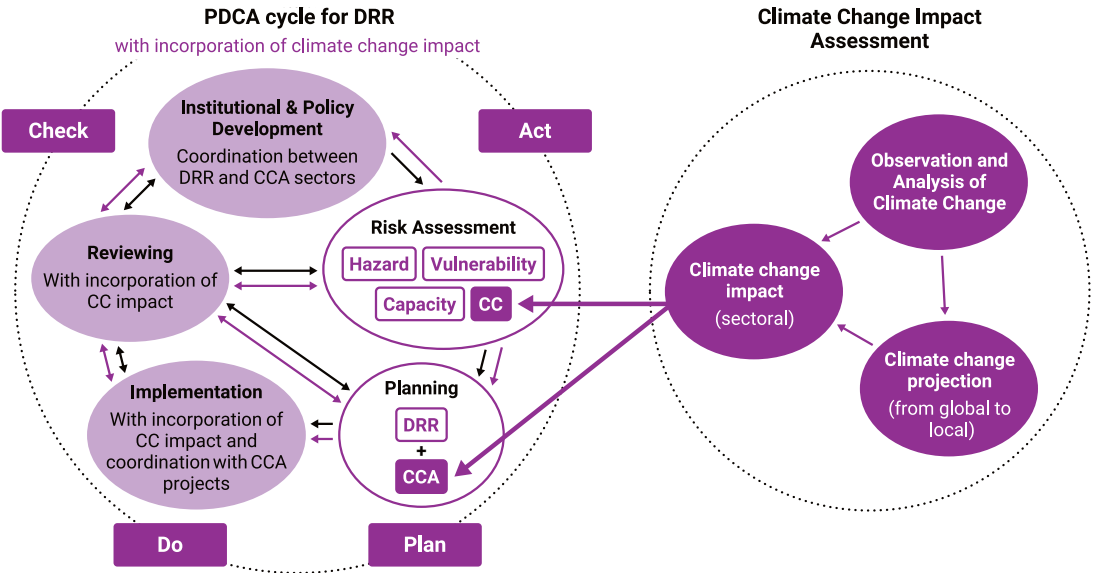 PDCA cycle for DRR
with incorporation of climate change impact
Check
Act
Institutional & Policy
Development
Coordination between
DRR and CCA sectors
Risk Assessment
Hazard
Vulnerability
Capacity
CC
Reviewing
With incorporation of
CC impact
Implementation
With incorporation of
CC impact and
coordination with CCA
projects
Planning
DRR
+
CCA
Do
Plan
Climate Change Impact
Assessment
Observation and
Analysis of
Climate Change
Climate change
impact
(sectoral)
Climate change
projection
(from global to
local)